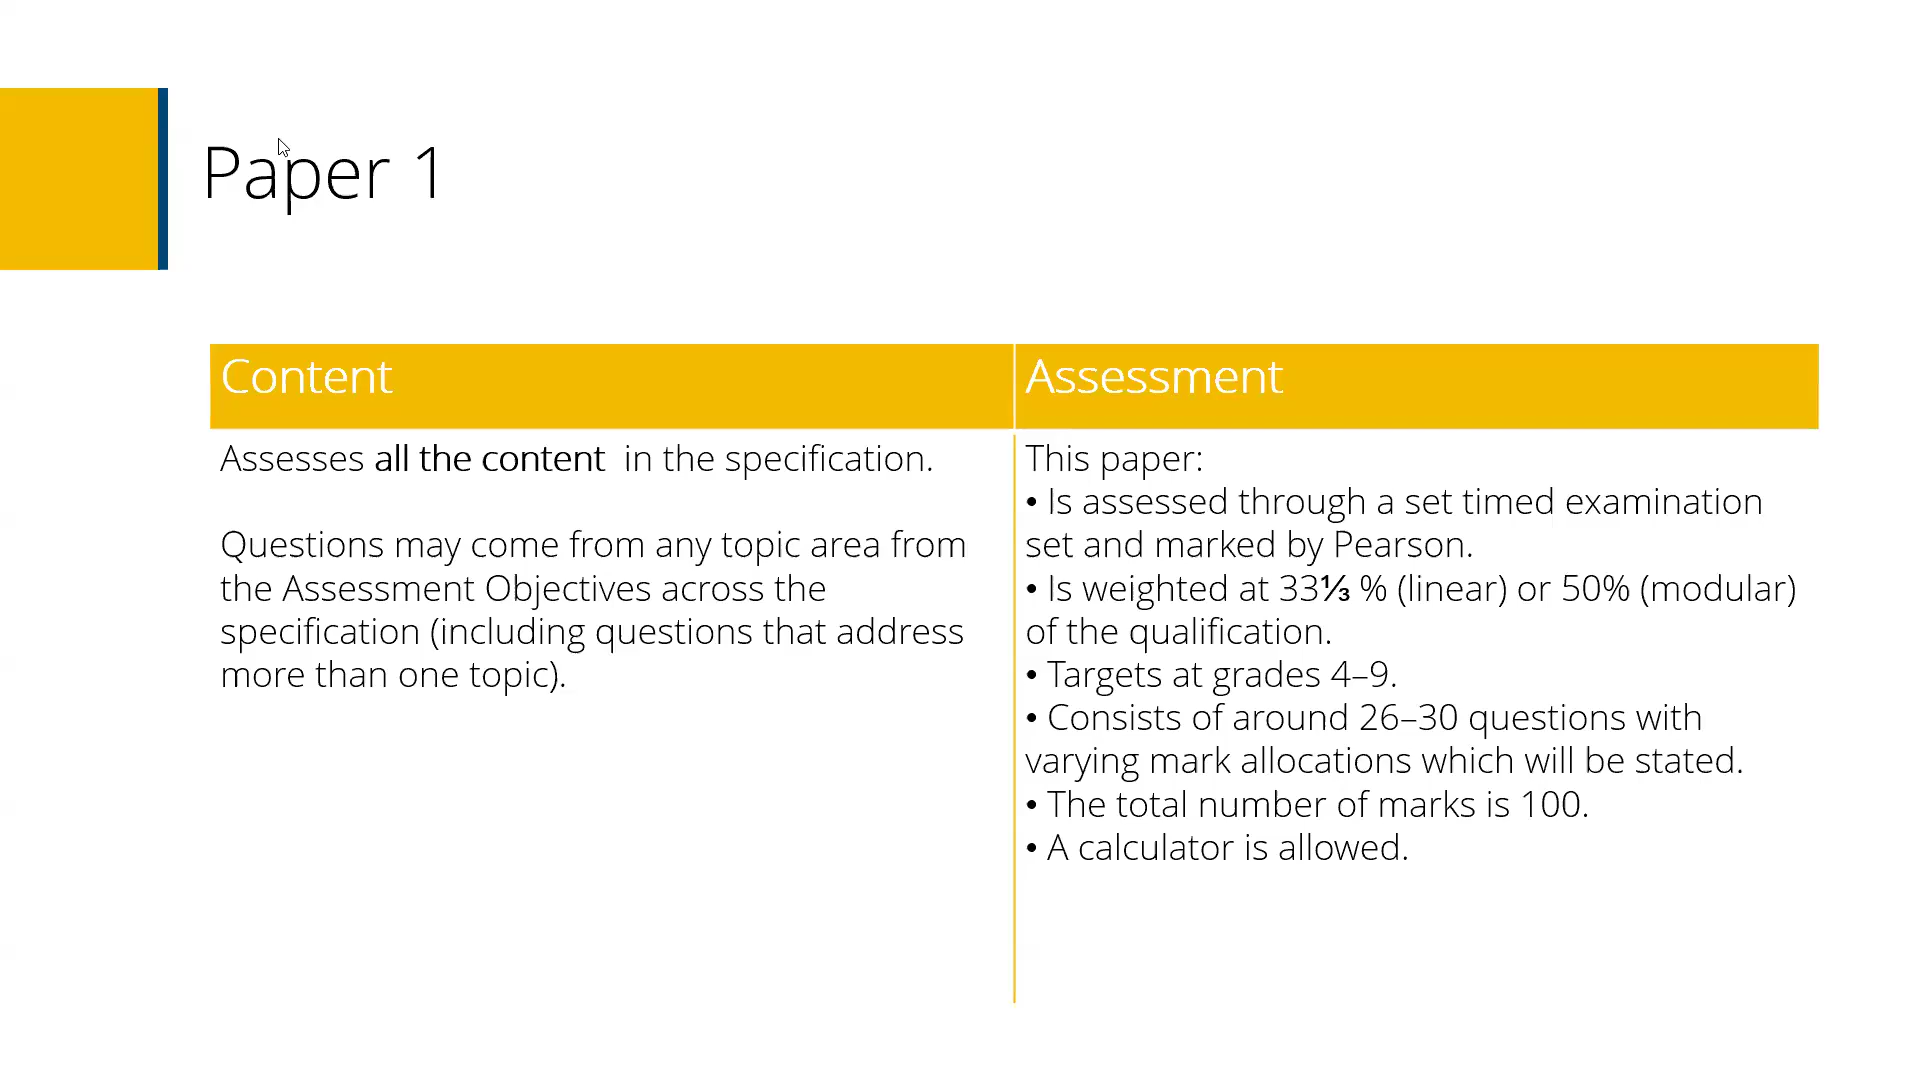 Paper 1
Content
Assessment
Assesses all the content in the specification.
Questions may come from any topic area from
the Assessment Objectives across the
specification (including questions that address
more than one topic).
This paper:
• Is assessed through a set timed examination
set and marked by Pearson.
• Is weighted at 33⅓ % (linear) or 50% (modular)
of the qualification.
• Targets at grades 4–9.
• Consists of around 26–30 questions with
varying mark allocations which will be stated.
• The total number of marks is 100.
• A calculator is allowed.